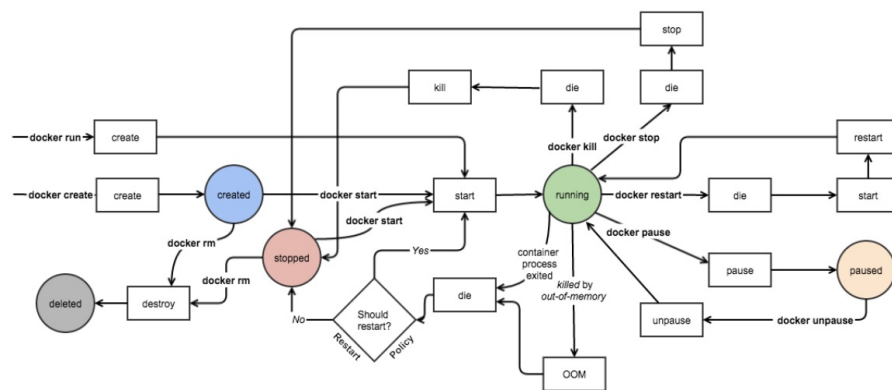 stop
kill
die
die
docker run
create
docker kill
docker stop
restart
docker create
create
created
docker start
start
running
docker restart
die
start
docker start
docker rm
docker pause
stopped
Yes
container
process
exited
pause
paused
docker rm
killed by
out-of-memory
deleted
destroy
die
No
Should
restart?
Restart
Policy
unpause
docker unpause
OOM